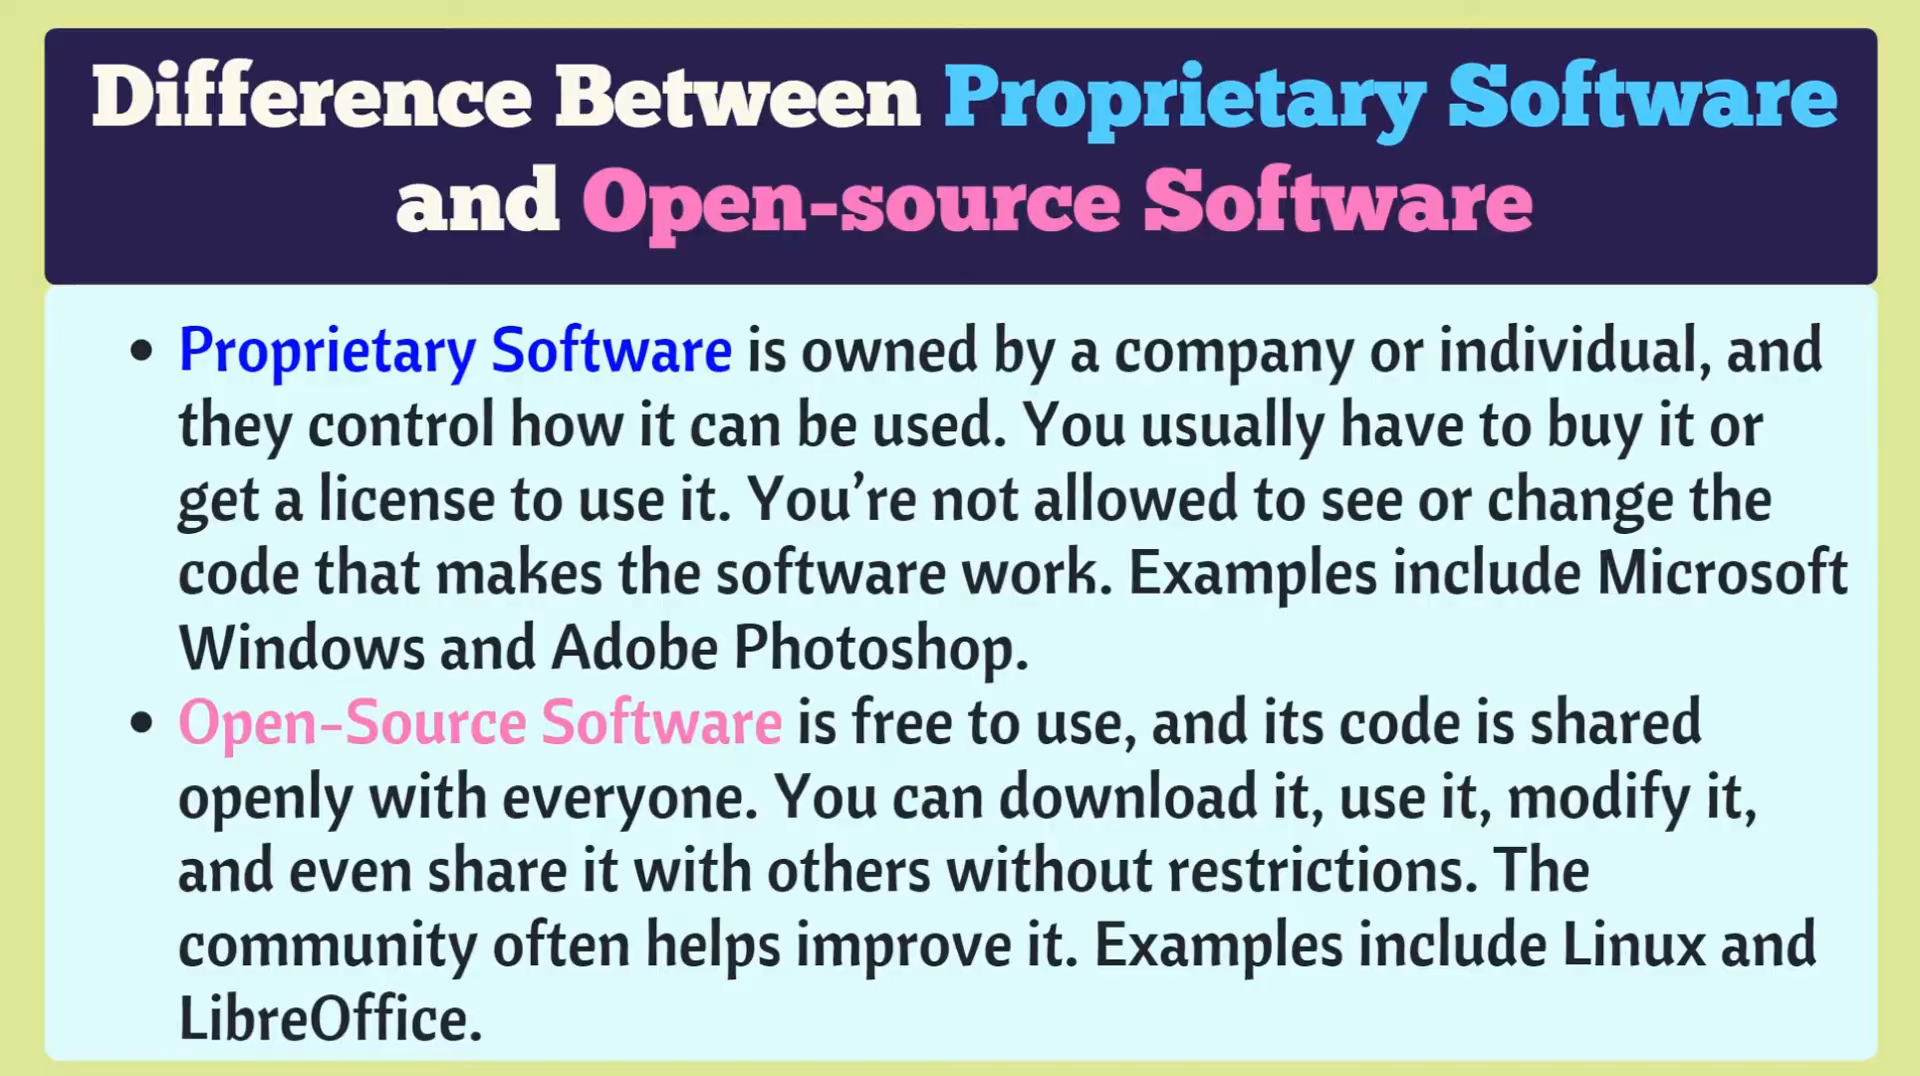 Difference Between Proprietary Software
and Open-source Software
• Proprietary Software is owned by a company or individual, and
they control how it can be used. You usually have to buy it or
get a license to use it. You’re not allowed to see or change the
code that makes the software work. Examples include Microsoft
Windows and Adobe Photoshop.
• Open-Source Software is free to use, and its code is shared
openly with everyone. You can download it, use it, modify it,
and even share it with others without restrictions. The
community often helps improve it. Examples include Linux and
LibreOffice.